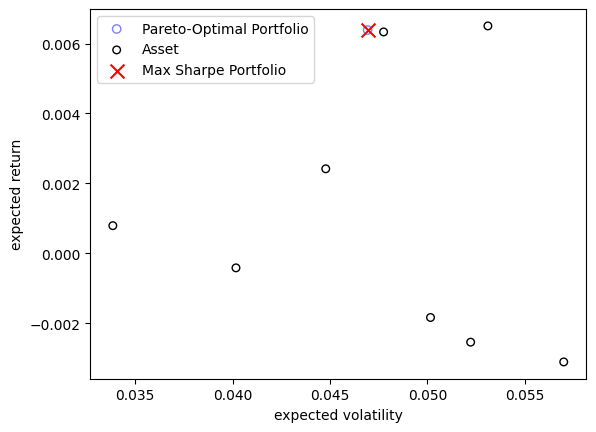 Pareto-Optimal Portfolio
Asset
Max Sharpe Portfolio
0.006
0.004
0.002
0.000
−0.002
expected return
0.035 0.040 0.045 0.050 0.055
expected volatility